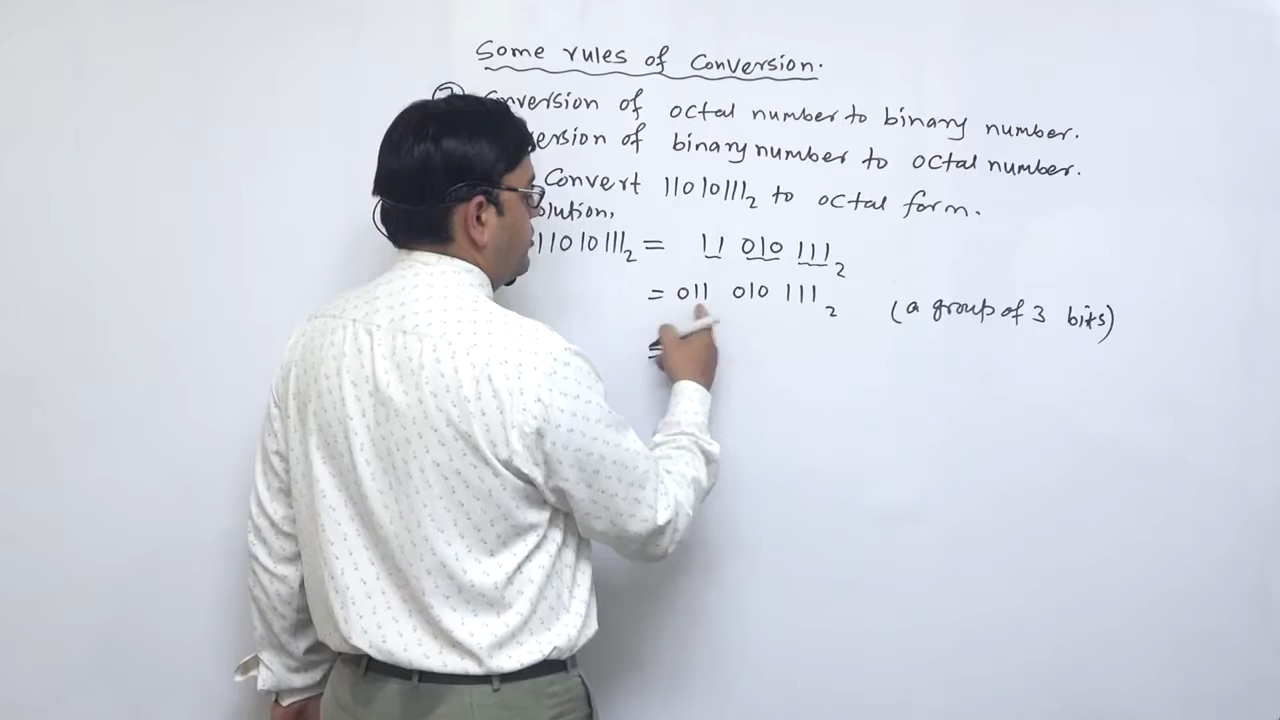 Some rules of Conversion.
of octal number to binary number.
of binary number to octal number.
Convert 11010111₂ to octal form.
11010111₂ = 11 010 111₂
= 011 010 111₂ (a group of 3 bits)
=